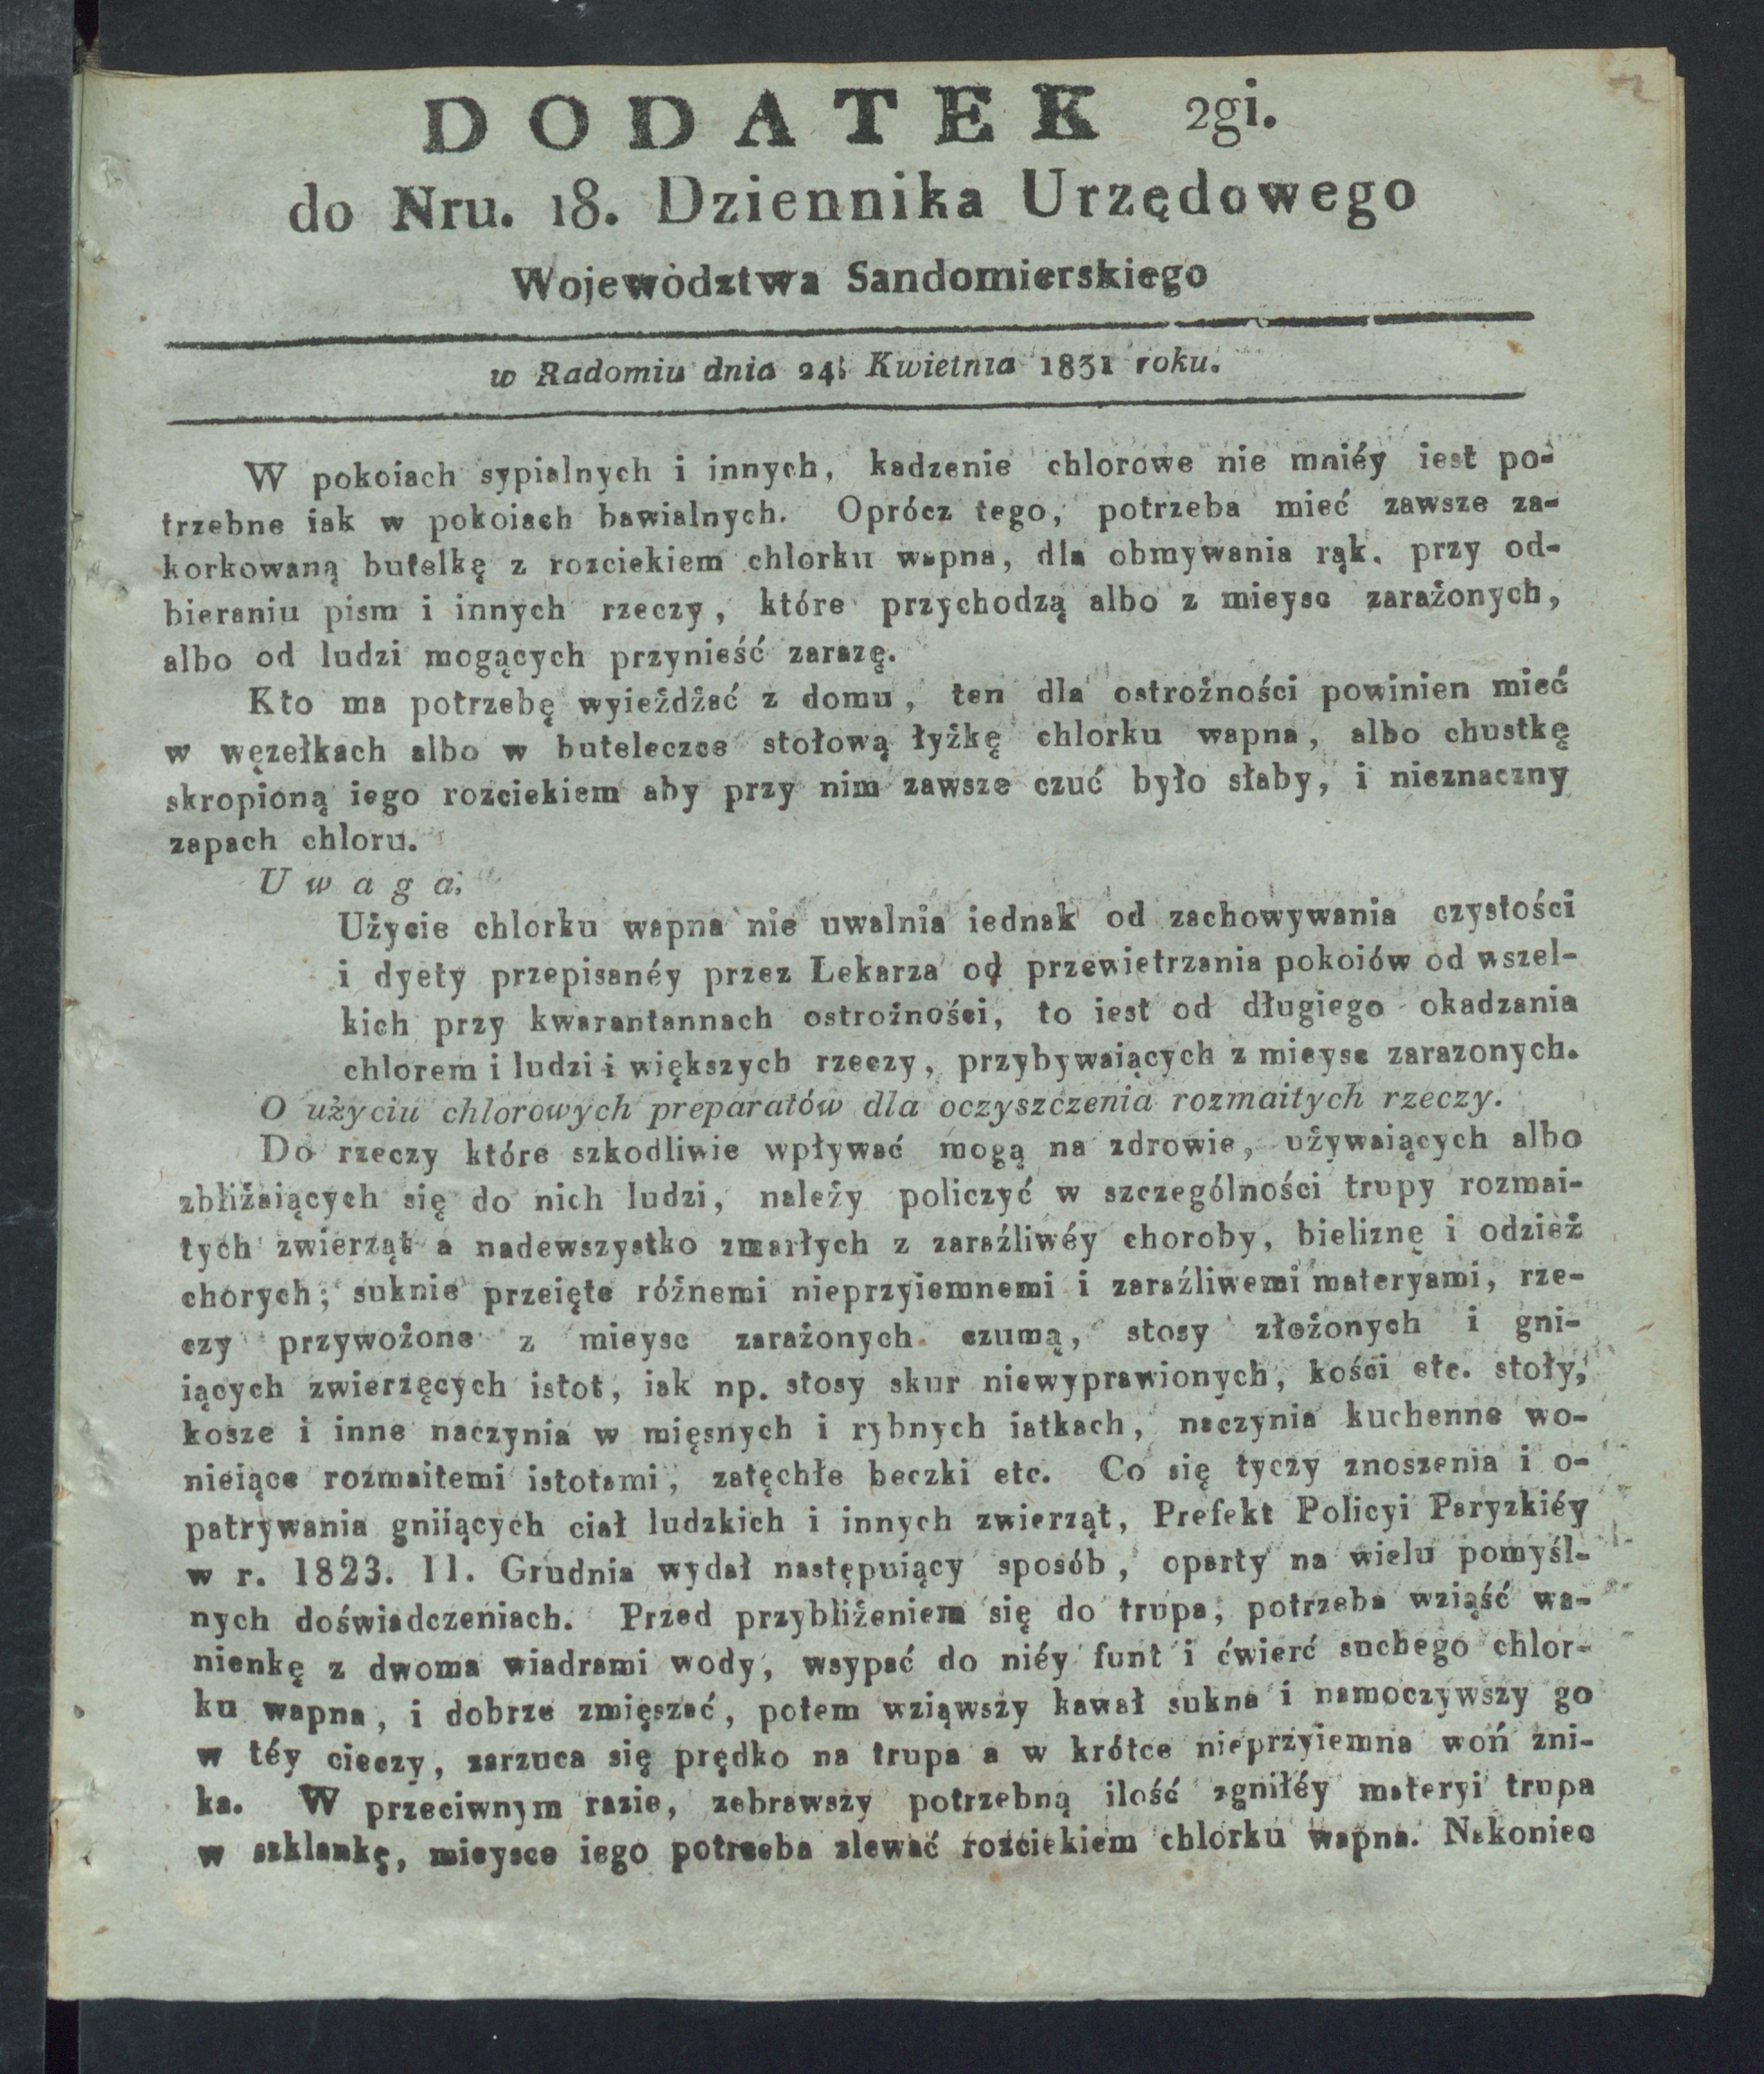 DODATEK 2gi.
do Nru. 18. Dziennika Urzędowego
Województwa Sandomierskiego
w Radomiu dnia 24. Kwietnia 1831 roku.
W pokoiach sypialnych i innych, kadzenie chlorowe nie mniéy iest po-
trzebne iak w pokoiach bawialnych. Oprócz tego, potrzeba mieć zawsze za-
korkowaną butelkę z rozciekiem chlorku wapna, dla obmywania rąk. przy od-
bieraniu pism i innych rzeczy, które przychodzą albo z mieysc zarażonych,
albo od ludzi mogących przynieść zarazę.
Kto ma potrzebę wyieżdżać z domu, ten dla ostrożności powinien mieć
w węzełkach albo w buteleczce stołową łyżkę chlorku wapna, albo chustkę
skropioną iego rozciekiem aby przy nim zawsze czuć było słaby, i nieznaczny
zapach chloru.
Uwaga.
Użycie chlorku wapna nie uwalnia iednak od zachowywania czystości
i dyety przepisanéy przez Lekarza od przewietrzania pokoiów od wszel-
kich przy kwarantannach ostrożności, to iest od długiego okadzania
chlorem i ludzi i większych rzeczy, przybywaiących z mieysc zarazonych.
O użyciu chlorowych preparatów dla oczyszczenia rozmaitych rzeczy.
Do rzeczy które szkodliwie wpływać mogą na zdrowie, używaiących albo
zbliżaiących się do nich ludzi, należy policzyć w szczególności trupy rozmai-
tych zwierząt a nadewszystko zmarłych z zaraźliwéy choroby, bieliznę i odzież
chorych; suknie przeięte różnemi nieprzyiemnemi i zaraźliwemi materyami, rze-
czy przywożone z mieysc zarażonych czumą, stosy złożonych i gni-
iących zwierzęcych istot, iak np. stosy skur niewyprawionych, kości etc. stoły,
kosze i inne naczynia w mięsnych i rybnych iatkach, naczynia kuchenne wo-
nieiące rozmaitemi istotami, zatęchłe beczki etc. Co się tyczy znoszenia i o-
patrywania gniiących ciał ludzkich i innych zwierząt, Prefekt Policyi Paryzkiéy
w r. 1823. 11. Grudnia wydał następuiący sposób, oparty na wielu pomyśl-
nych doświadczeniach. Przed przybliżeniem się do trupa, potrzeba wziąść wa-
nienkę z dwoma wiadrami wody, wsypać do niéy funt i ćwierć suchego chlor-
ku wapna, i dobrze zmięszać, potem wziąwszy kawał sukna i namoczywszy go
w téy cieczy, zarzuca się prędko na trupa a w krótce nieprzyiemna woń zni-
ka. W przeciwnym razie, zebrawszy potrzebną ilość zgniłéy materyi trupa
w szklankę, mieysce iego potrzeba zlewać rozciekiem chlorku wapna. Nakoniec